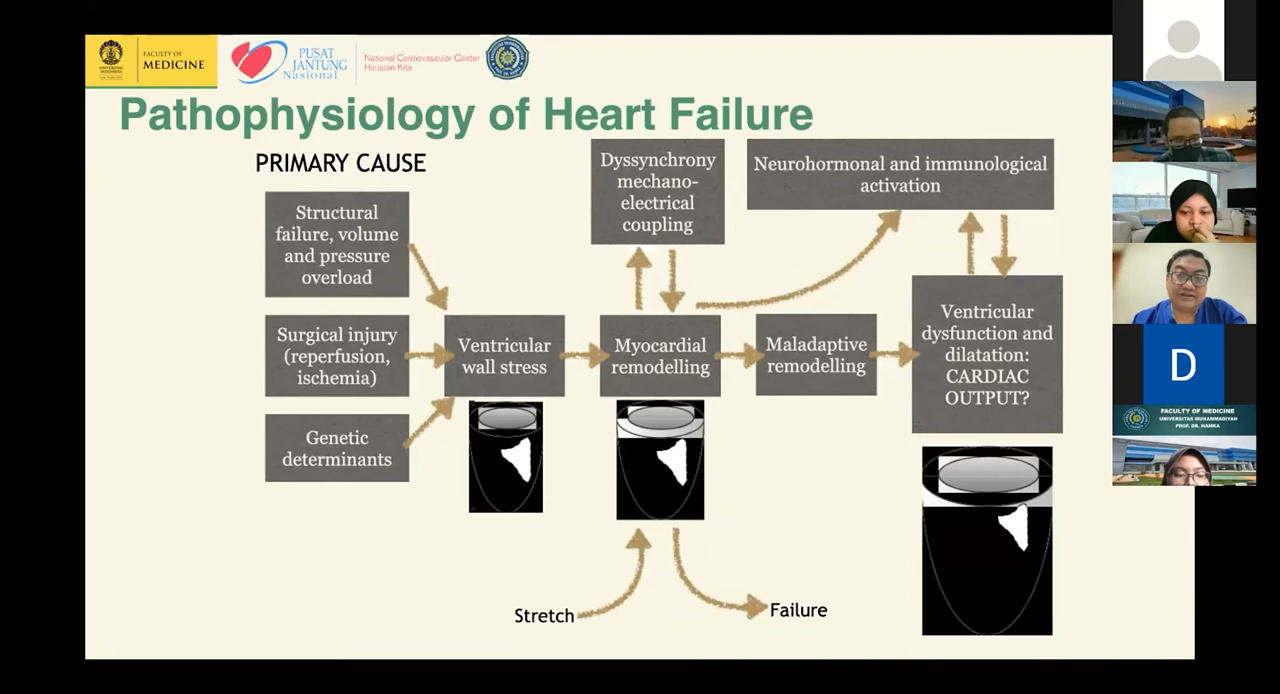 FACULTY OF
MEDICINE
PUSAT
JANTUNG
Nasional
National Cardiovascular Center
Harapan Kita
Pathophysiology of Heart Failure
PRIMARY CAUSE
Structural
failure, volume
and pressure
overload
Surgical injury
(reperfusion,
ischemia)
Genetic
determinants
Ventricular
wall stress
Dyssynchrony
mechano-
electrical
coupling
Myocardial
remodelling
Maladaptive
remodelling
Neurohormonal and immunological
activation
Ventricular
dysfunction and
dilatation:
CARDIAC
OUTPUT?
Stretch
Failure
D
FACULTY OF MEDICINE
UNIVERSITAS MUHAMMADIYAH
PROF. DR. HAMKA